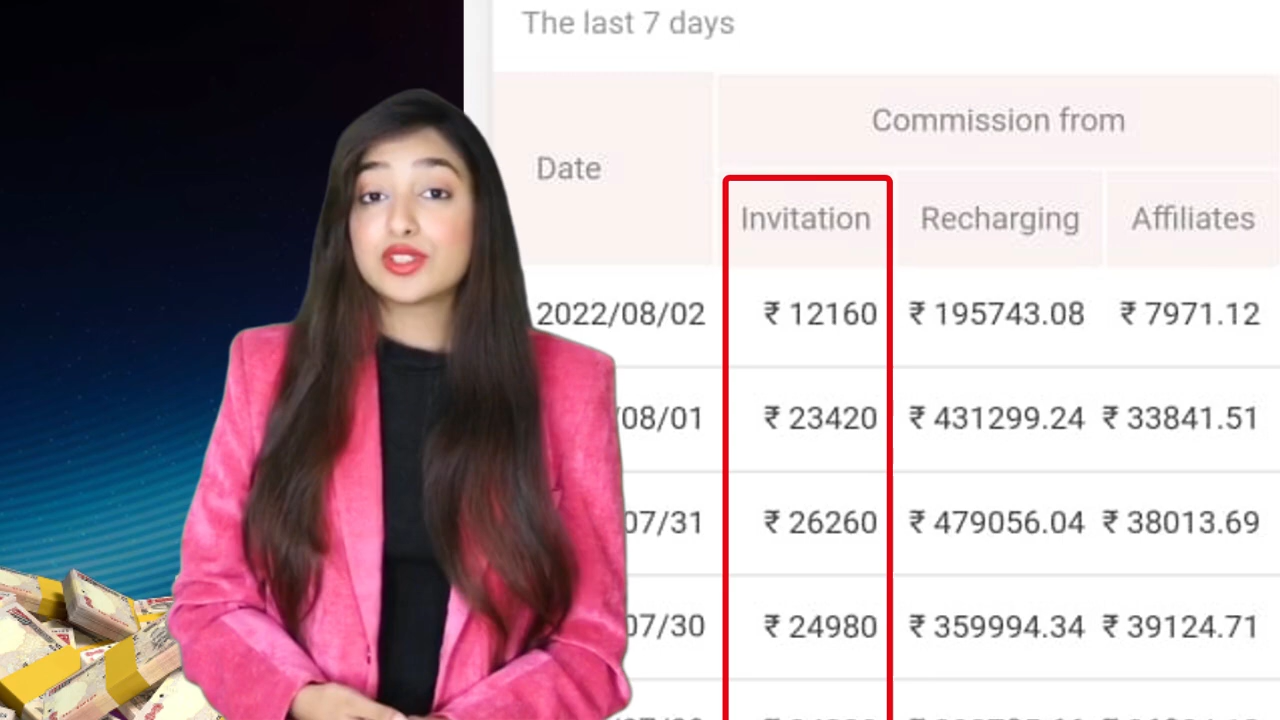 The last 7 days
Commission from
Date
Invitation Recharging Affiliates
2022/08/02 ₹ 12160 ₹ 195743.08 ₹ 7971.12
/08/01 ₹ 23420 ₹ 431299.24 ₹ 33841.51
07/31 ₹ 26260 ₹ 479056.04 ₹ 38013.69
07/30 ₹ 24980 ₹ 359994.34 ₹ 39124.71